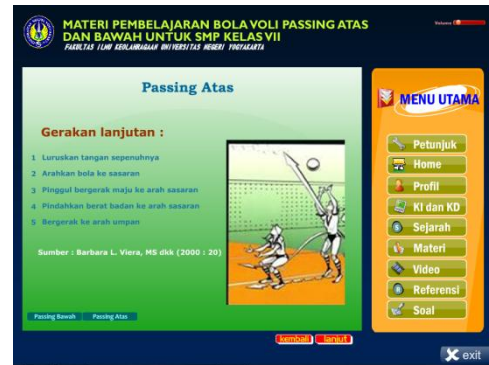 MATERI PEMBELAJARAN BOLA VOLI PASSING ATAS
DAN BAWAH UNTUK SMP KELAS VII
FAKULTAS ILMU KEOLAHRAGAAN UNIVERSITAS NEGERI YOGYAKARTA
Passing Atas
Gerakan lanjutan :
1 Luruskan tangan sepenuhnya
2 Arahkan bola ke sasaran
3 Pinggul bergerak maju ke arah sasaran
4 Pindahkan berat badan ke arah sasaran
5 Bergerak ke arah umpan
Sumber : Barbara L. Viera, MS dkk (2000 : 20)
Passing Bawah Passing Atas
kembali lanjut
MENU UTAMA
Petunjuk
Home
Profil
KI dan KD
Sejarah
Materi
Video
Referensi
Soal
exit